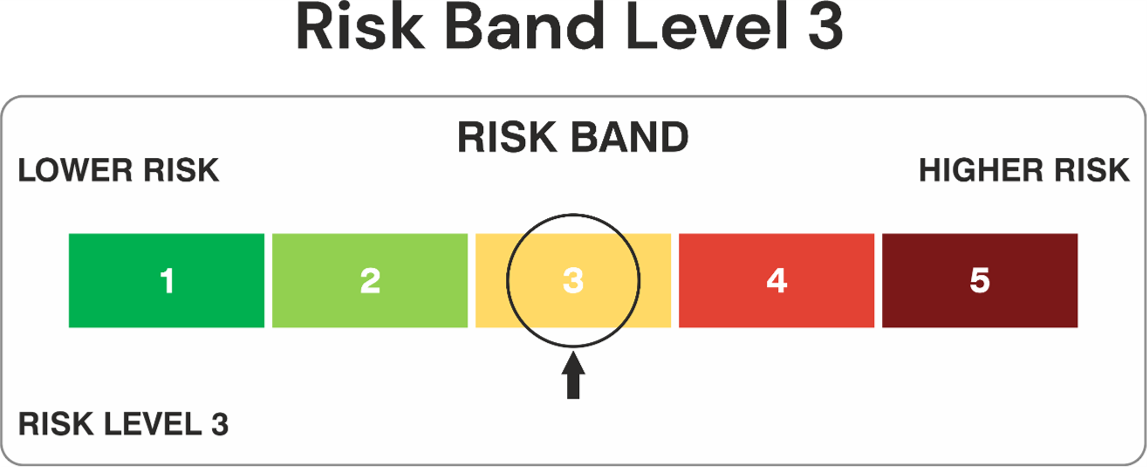 Risk Band Level 3
RISK BAND
LOWER RISK
HIGHER RISK
1 2 3 4 5
RISK LEVEL 3